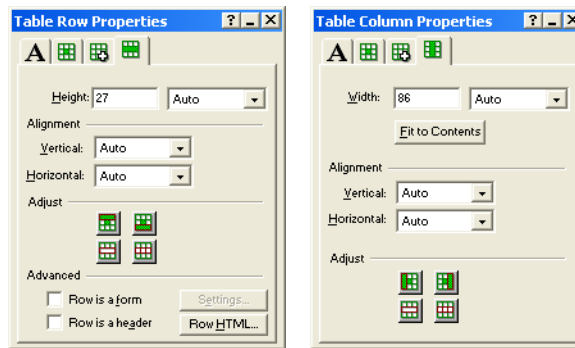 Table Row Properties
A
Height: 27 Auto
Alignment
Vertical: Auto
Horizontal: Auto
Adjust
Advanced
Row is a form Settings...
Row is a header Row HTML...
Table Column Properties
A
Width: 86 Auto
Fit to Contents
Alignment
Vertical: Auto
Horizontal: Auto
Adjust